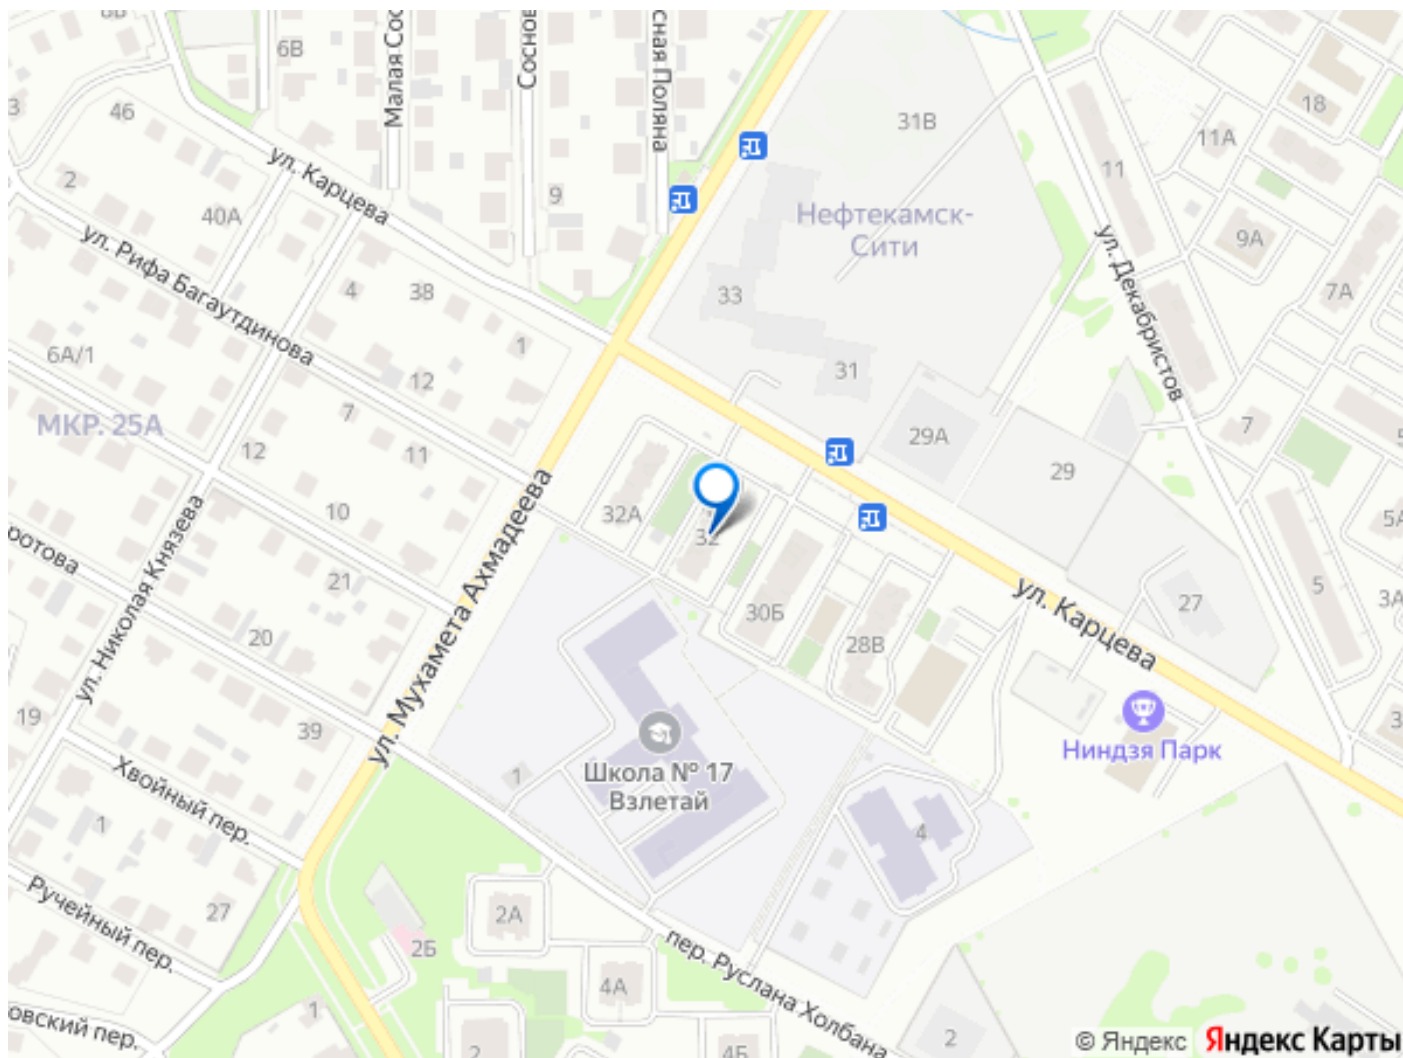 6В
46
3
2
ул. Карцева
40А
ул. Рифа Багаутдинова
Малая Сос
Соснов
сная Поляна
9
4
38
1
12
6А/1
7
11
МКР. 25А
12
10
21
20
39
19
ротова
ул. Николая Князева
ул. Мухамета Ахмадеева
Хвойный пер.
1
27
Ручейный пер.
овский пер.
1
31В
Нефтекамск-
Сити
33
31
29А
29
ул. Декабристов
18
11А
11
9А
7А
7
5
5А
3А
3
27
32А
32
30Б
28В
ул. Карцева
Ниндзя Парк
Школа № 17
Взлетай
1
4
2А
2Б
4А
2
4Б
2
пер. Руслана Холбана
© Яндекс Яндекс Карты